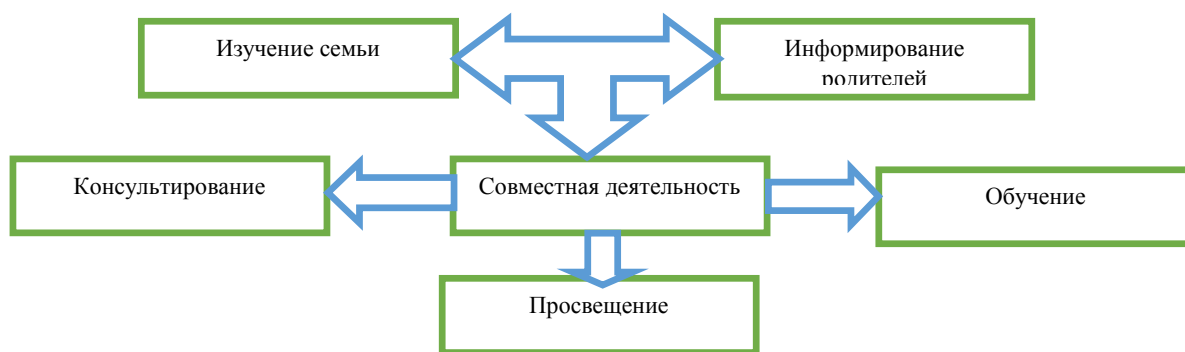 Изучение семьи
Информирование
родителей
Консультирование
Совместная деятельность
Обучение
Просвещение